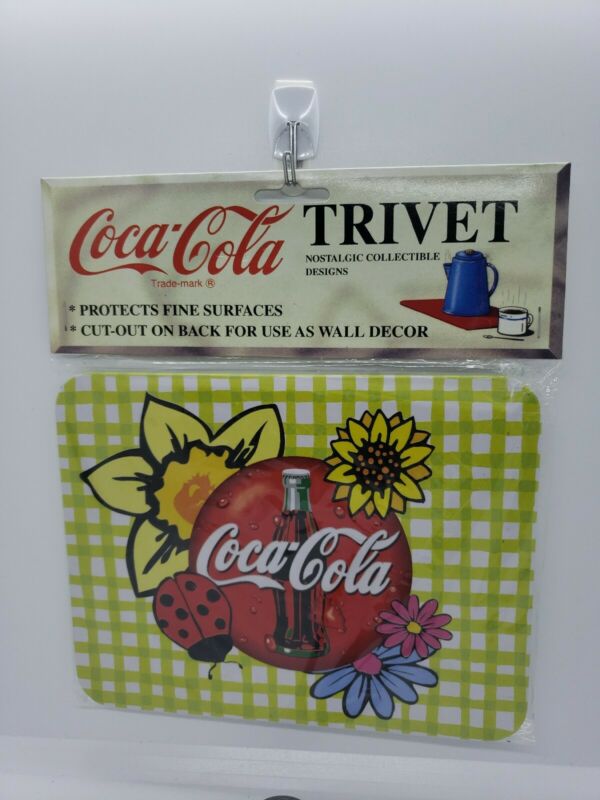 Coca-Cola
Trade-mark ®
TRIVET
NOSTALGIC COLLECTIBLE
DESIGNS
* PROTECTS FINE SURFACES
* CUT-OUT ON BACK FOR USE AS WALL DECOR
Coca-Cola